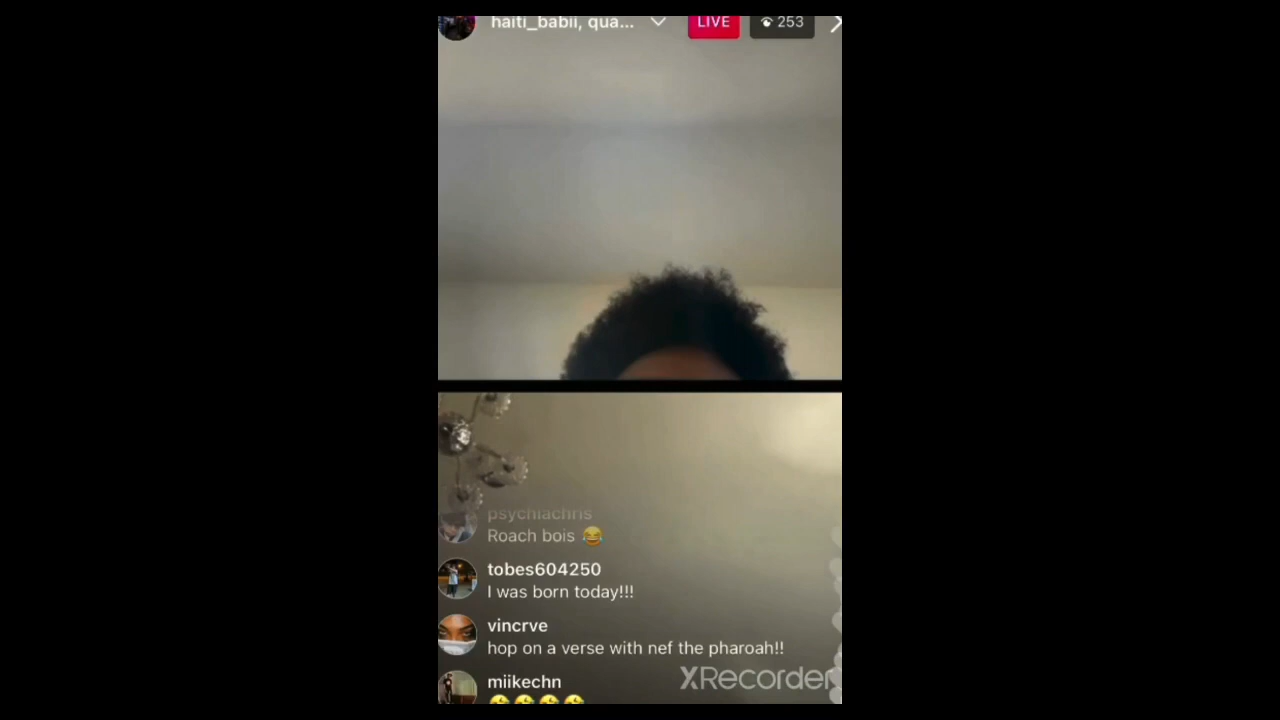 haiti_babii, qua...
LIVE
253
psychiachris
Roach bois 😂
tobes604250
I was born today!!!
vincrve
hop on a verse with nef the pharoah!!
miikechn
🤣🤣🤣🤣
XRecorder